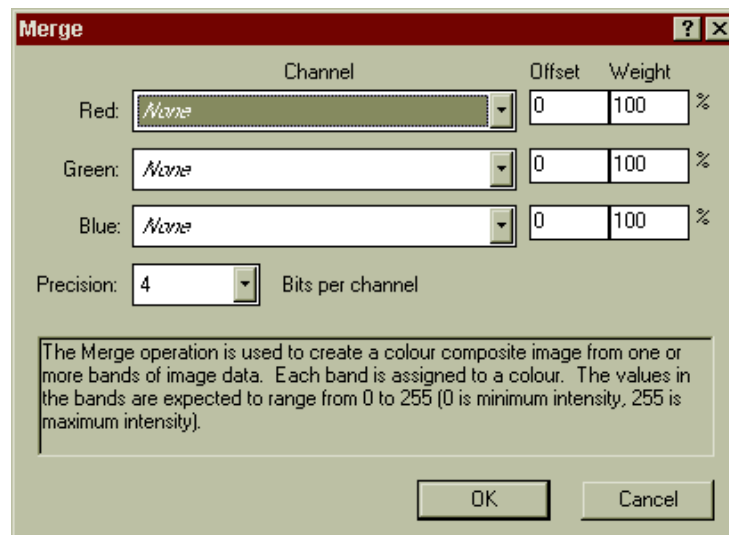 Merge
Channel Offset Weight
Red: None 0 100 %
Green: None 0 100 %
Blue: None 0 100 %
Precision: 4 Bits per channel
The Merge operation is used to create a colour composite image from one or
more bands of image data. Each band is assigned to a colour. The values in
the bands are expected to range from 0 to 255 (0 is minimum intensity, 255 is
maximum intensity).
OK Cancel